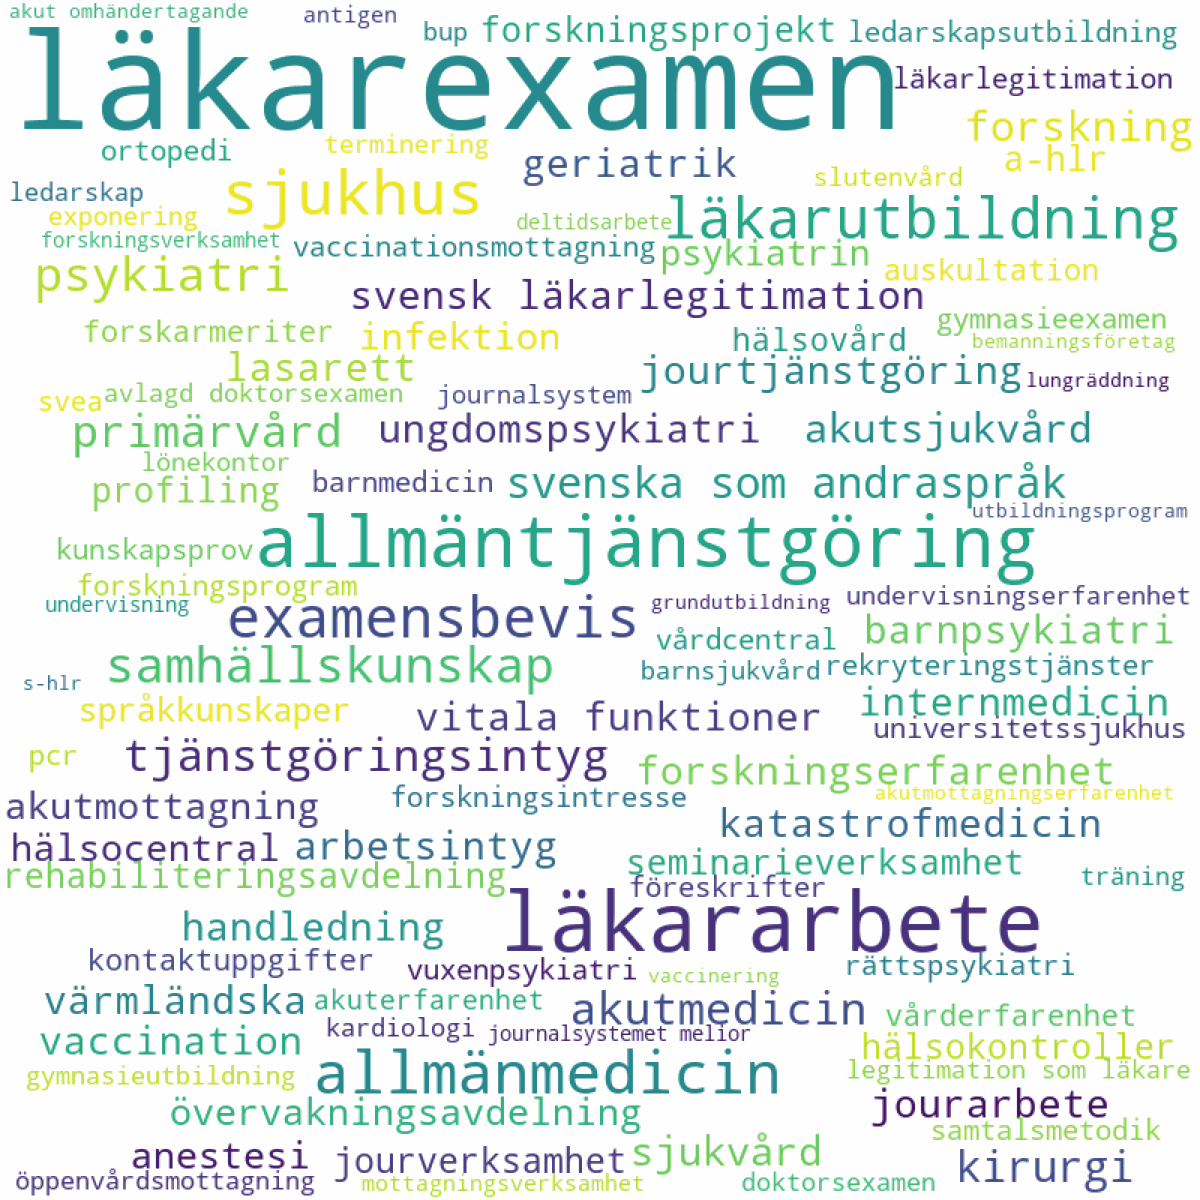 akut omhändertagande
antigen
bup
forskningsprojekt
ledarskapsutbildning
läkarexamen
läkarlegitimation
forskning
ortopedi
terminering
geriatrik
a-hlr
ledarskap
sjukhus
slutenvård
exponering
deltidsarbete
läkarutbildning
forskningsverksamhet
vaccinationsmottagning
psykiatrin
psykiatri
auskultation
svensk läkarlegitimation
forskarmeriter
infektion
hälsovård
gymnasieexamen
bemanningsföretag
lasarett
jourtjänstgöring
lungräddning
svea
avlagd doktorsexamen
journalsystem
primärvård
ungdomspsykiatri
akutsjukvård
lönekontor
profiling
barnmedicin
svenska som andraspråk
utbildningsprogram
kunskapsprov
allmäntjänstgöring
forskningsprogram
undervisning
examensbevis
grundutbildning
undervisningserfarenhet
vårdcentral
barnpsykiatri
samhällskunskap
barnsjukvård
rekryteringstjänster
s-hlr
språkkunskaper
vitala funktioner
internmedicin
universitetssjukhus
pcr
tjänstgöringsintyg
forskningserfarenhet
akutmottagning
forskningsintresse
akutmottagningserfarenhet
katastrofmedicin
hälsocentral
arbetsintyg
seminarieverksamhet
rehabiliteringsavdelning
föreskrifter
träning
handledning
läkararbete
kontaktuppgifter
vuxenpsykiatri
vaccinering
rättspsykiatri
värmländska
akuterfarenhet
akutmedicin
vårderfarenhet
vaccination
kardiologi
journalsystemet melior
hälsokontroller
gymnasieutbildning
allmänmedicin
legitimation som läkare
övervakningsavdelning
jourarbete
samtalsmetodik
anestesi
jourverksamhet
sjukvård
kirurgi
öppenvårdsmottagning
mottagningsverksamhet
doktorsexamen